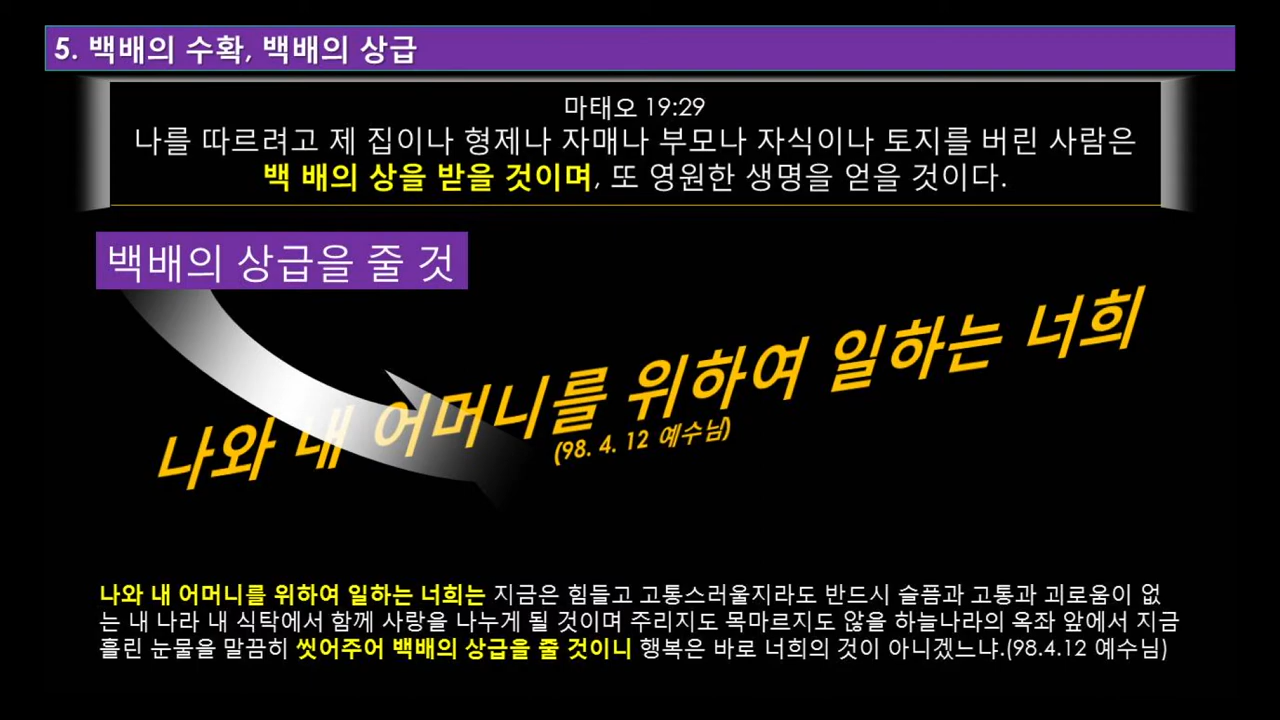 5. 백배의 수확, 백배의 상급
마태오 19:29
나를 따르려고 제 집이나 형제나 자매나 부모나 자식이나 토지를 버린 사람은
백 배의 상을 받을 것이며, 또 영원한 생명을 얻을 것이다.
백배의 상급을 줄 것
나와 내 어머니를 위하여 일하는 너희
(98. 4. 12 예수님)
나와 내 어머니를 위하여 일하는 너희는 지금은 힘들고 고통스러울지라도 반드시 슬픔과 고통과 괴로움이 없
는 내 나라 내 식탁에서 함께 사랑을 나누게 될 것이며 주리지도 목마르지도 않을 하늘나라의 옥좌 앞에서 지금
흘린 눈물을 말끔히 씻어주어 백배의 상급을 줄 것이니 행복은 바로 너희의 것이 아니겠느냐.(98.4.12 예수님)